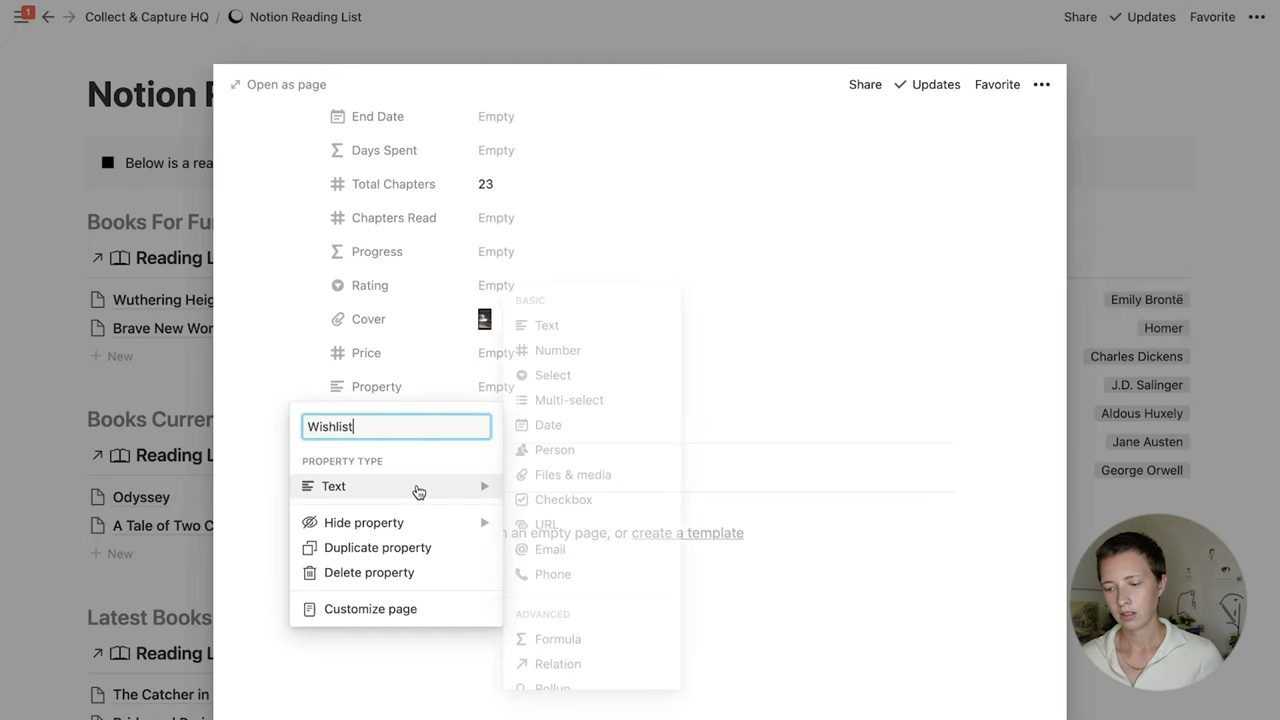 1
Collect & Capture HQ / Notion Reading List
Share Updates Favorite •••
Notion R
Open as page
Share Updates Favorite •••
Below is a rea
Books For Fu
Reading L
Wuthering Heig
Brave New Wor
+ New
Books Curren
Reading L
Odyssey
A Tale of Two C
+ New
Latest Books
Reading L
The Catcher in
End Date Empty
Days Spent Empty
Total Chapters 23
Chapters Read Empty
Progress Empty
Rating Empty
Cover
Price Empty
Property Empty
Wishlist
PROPERTY TYPE
Text
Hide property
Duplicate property
Delete property
Customize page
BASIC
Text
Number
Select
Multi-select
Date
Person
Files & media
Checkbox
URL
Email
Phone
ADVANCED
Formula
Relation
Rollup
an empty page, or create a template
Emily Brontë
Homer
Charles Dickens
J.D. Salinger
Aldous Huxely
Jane Austen
George Orwell